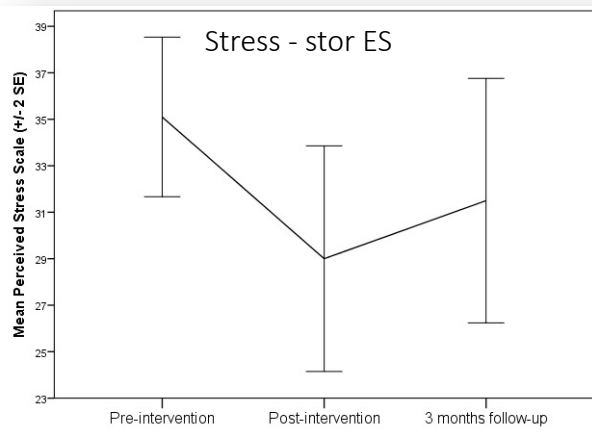 Stress - stor ES
Mean Perceived Stress Scale (+/- 2 SE)
39
37
35
33
31
29
27
25
23
Pre-intervention
Post-intervention
3 months follow-up